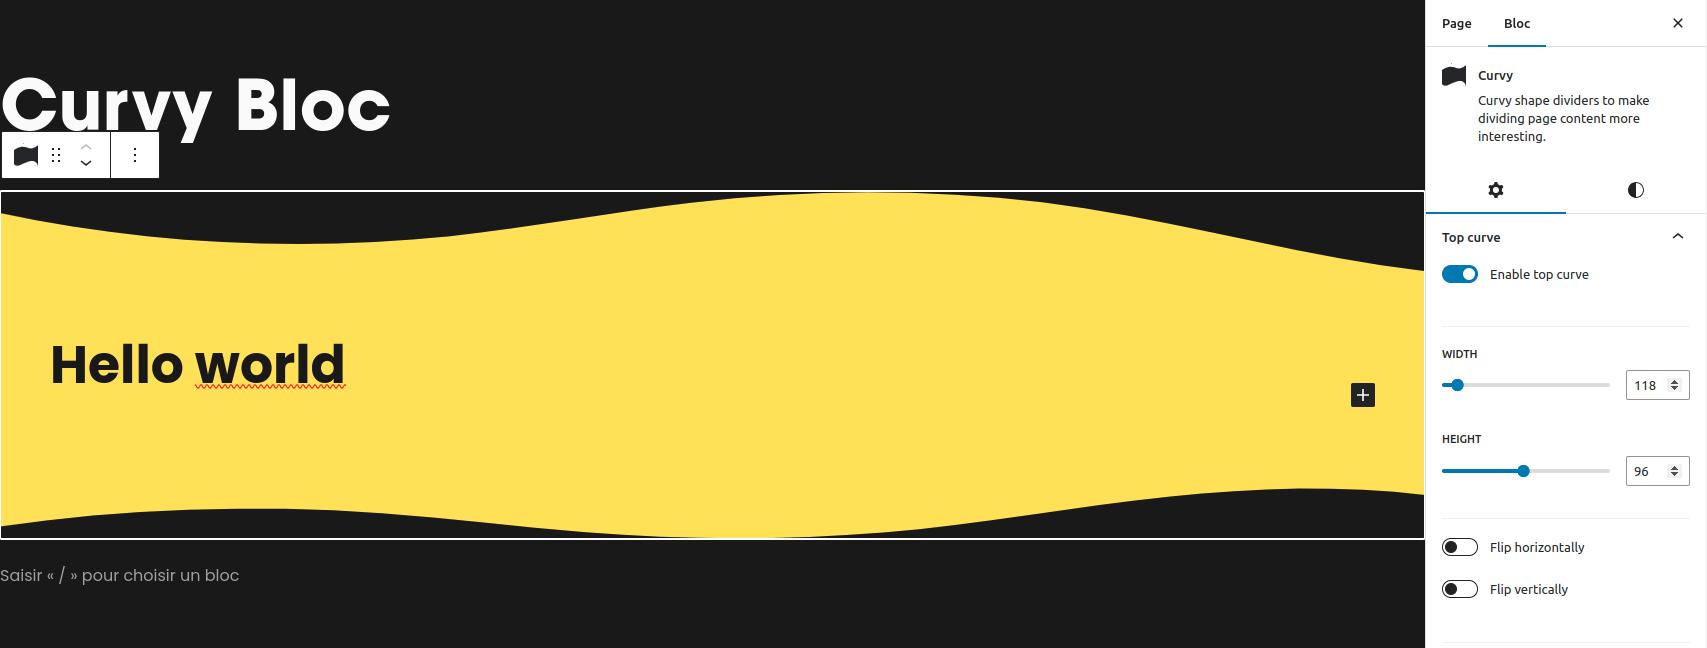 Curvy Bloc
Hello world
Saisir « / » pour choisir un bloc
Page
Bloc
Curvy
Curvy shape dividers to make
dividing page content more
interesting.
Top curve
Enable top curve
WIDTH
118
HEIGHT
96
Flip horizontally
Flip vertically